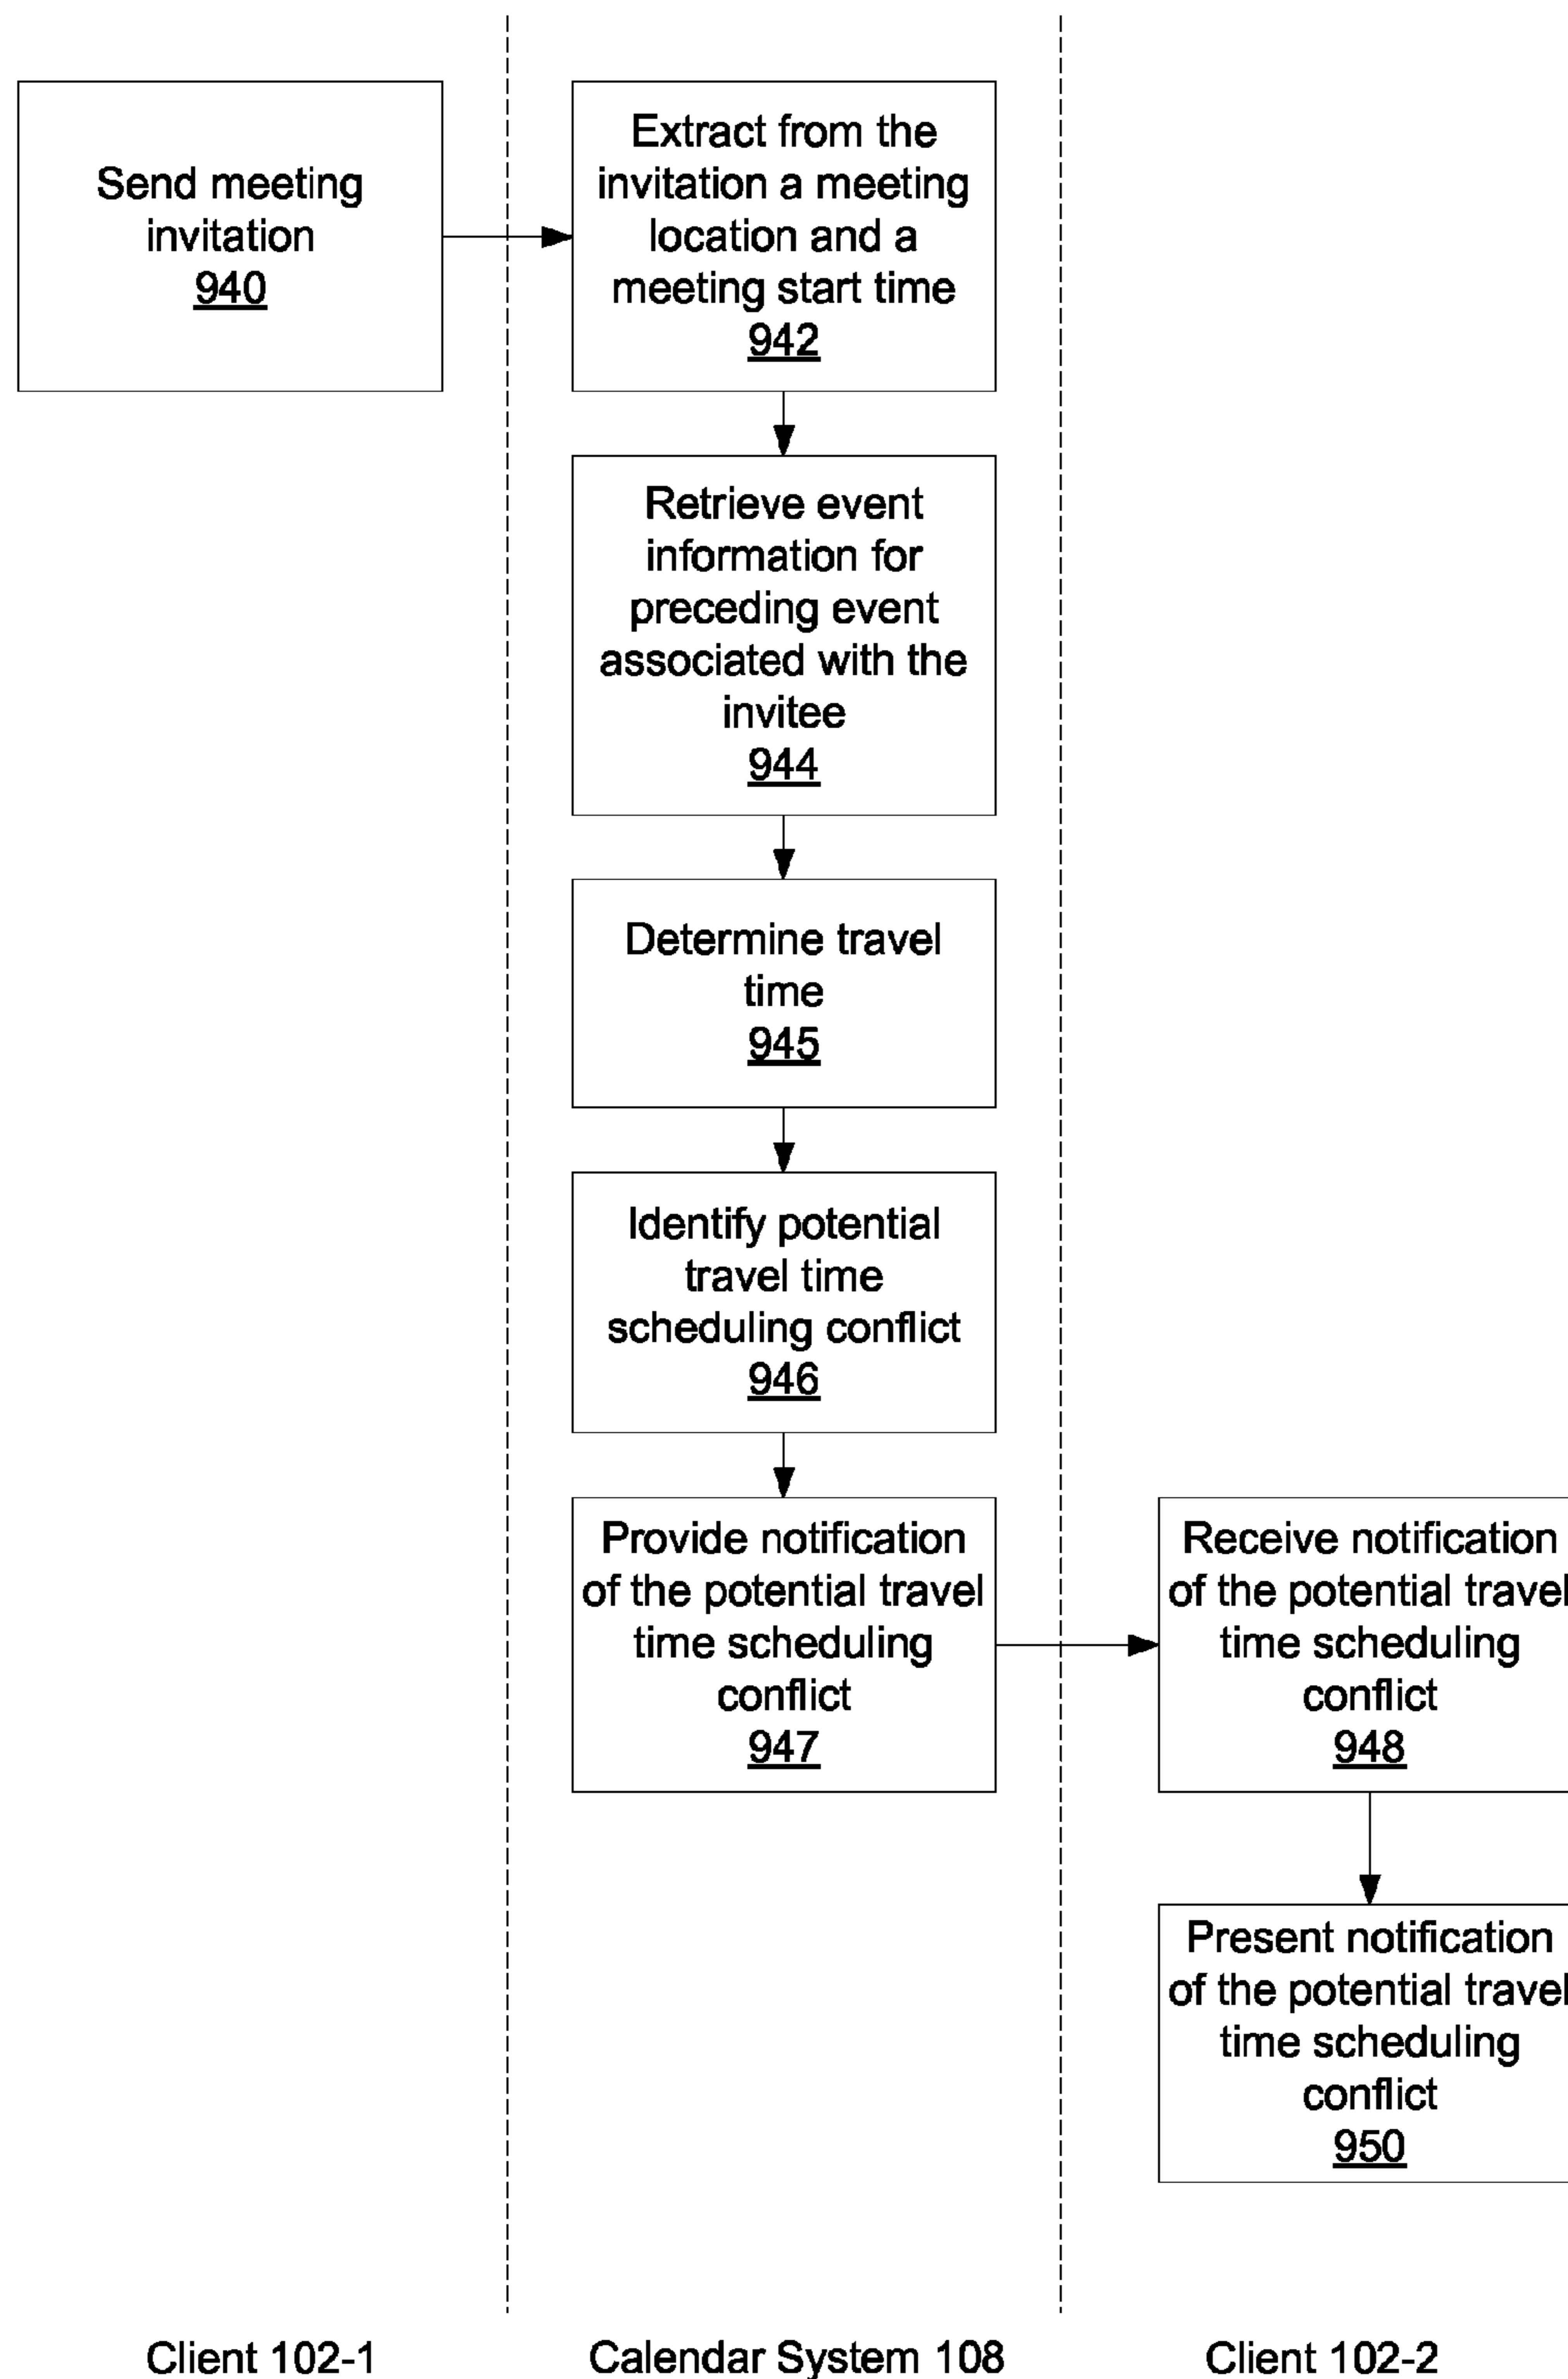 Send meeting
invitation
940
Extract from the
invitation a meeting
location and a
meeting start time
942
Retrieve event
information for
preceding event
associated with the
invitee
944
Determine travel
time
945
Identify potential
travel time
scheduling conflict
946
Provide notification
of the potential travel
time scheduling
conflict
947
Receive notification
of the potential travel
time scheduling
conflict
948
Present notification
of the potential travel
time scheduling
conflict
950
Client 102-1
Calendar System 108
Client 102-2